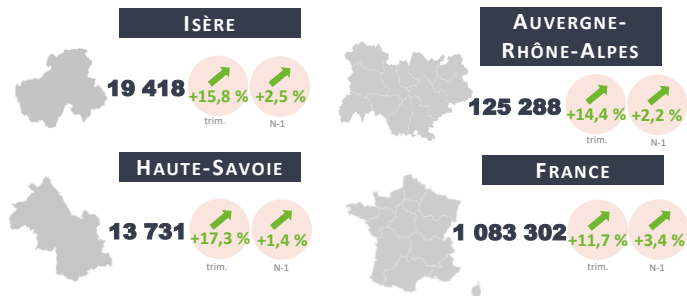 ISÈRE
19 418
+15,8 %
+2,5 %
trim.
N-1
AUVERGNE-
RHÔNE-ALPES
125 288
+14,4 %
+2,2 %
trim.
N-1
HAUTE-SAVOIE
13 731
+17,3 %
+1,4 %
trim.
N-1
FRANCE
1 083 302
+11,7 %
+3,4 %
trim.
N-1